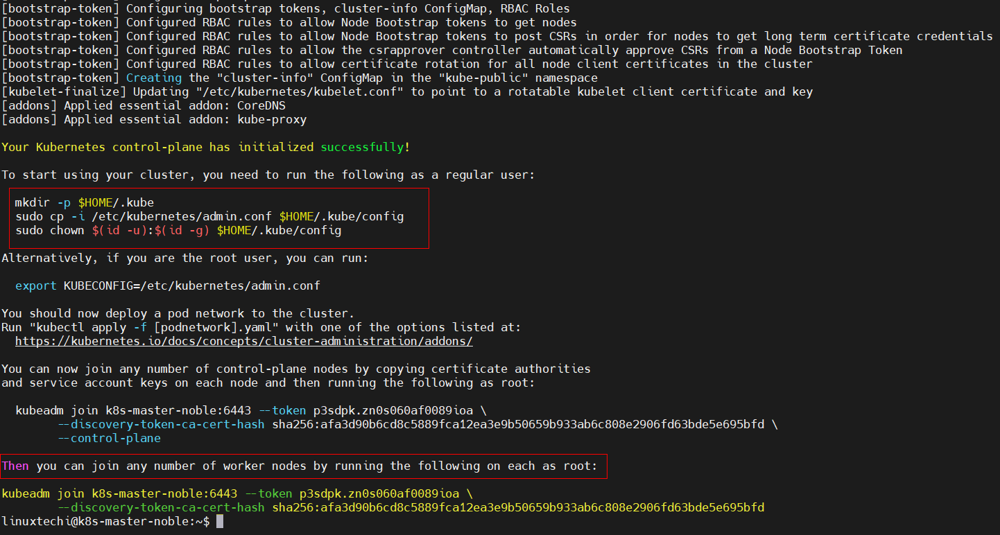 [bootstrap-token] Configuring bootstrap tokens, cluster-info ConfigMap, RBAC Roles
[bootstrap-token] Configured RBAC rules to allow Node Bootstrap tokens to get nodes
[bootstrap-token] Configured RBAC rules to allow Node Bootstrap tokens to post CSRs in order for nodes to get long term certificate credentials
[bootstrap-token] Configured RBAC rules to allow the csrapprover controller automatically approve CSRs from a Node Bootstrap Token
[bootstrap-token] Configured RBAC rules to allow certificate rotation for all node client certificates in the cluster
[bootstrap-token] Creating the "cluster-info" ConfigMap in the "kube-public" namespace
[kubelet-finalize] Updating "/etc/kubernetes/kubelet.conf" to point to a rotatable kubelet client certificate and key
[addons] Applied essential addon: CoreDNS
[addons] Applied essential addon: kube-proxy

Your Kubernetes control-plane has initialized successfully!

To start using your cluster, you need to run the following as a regular user:

  mkdir -p $HOME/.kube
  sudo cp -i /etc/kubernetes/admin.conf $HOME/.kube/config
  sudo chown $(id -u):$(id -g) $HOME/.kube/config

Alternatively, if you are the root user, you can run:

  export KUBECONFIG=/etc/kubernetes/admin.conf

You should now deploy a pod network to the cluster.
Run "kubectl apply -f [podnetwork].yaml" with one of the options listed at:
  https://kubernetes.io/docs/concepts/cluster-administration/addons/

You can now join any number of control-plane nodes by copying certificate authorities
and service account keys on each node and then running the following as root:

  kubeadm join k8s-master-noble:6443 --token p3sdpk.zn0s060af0089ioa \
        --discovery-token-ca-cert-hash sha256:afa3d90b6cd8c5889fca12ea3e9b50659b933ab6c808e2906fd63bde5e695bfd \
        --control-plane

Then you can join any number of worker nodes by running the following on each as root:

kubeadm join k8s-master-noble:6443 --token p3sdpk.zn0s060af0089ioa \
        --discovery-token-ca-cert-hash sha256:afa3d90b6cd8c5889fca12ea3e9b50659b933ab6c808e2906fd63bde5e695bfd
linuxtechi@k8s-master-noble:~$